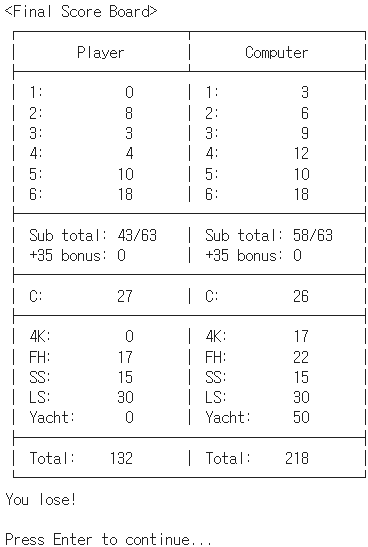 <Final Score Board>
Player Computer
1: 0 1: 3
2: 8 2: 6
3: 3 3: 9
4: 4 4: 12
5: 10 5: 10
6: 18 6: 18
Sub total: 43/63 Sub total: 58/63
+35 bonus: 0 +35 bonus: 0
C: 27 C: 26
4K: 0 4K: 17
FH: 17 FH: 22
SS: 15 SS: 15
LS: 30 LS: 30
Yacht: 0 Yacht: 50
Total: 132 Total: 218
You lose!
Press Enter to continue...